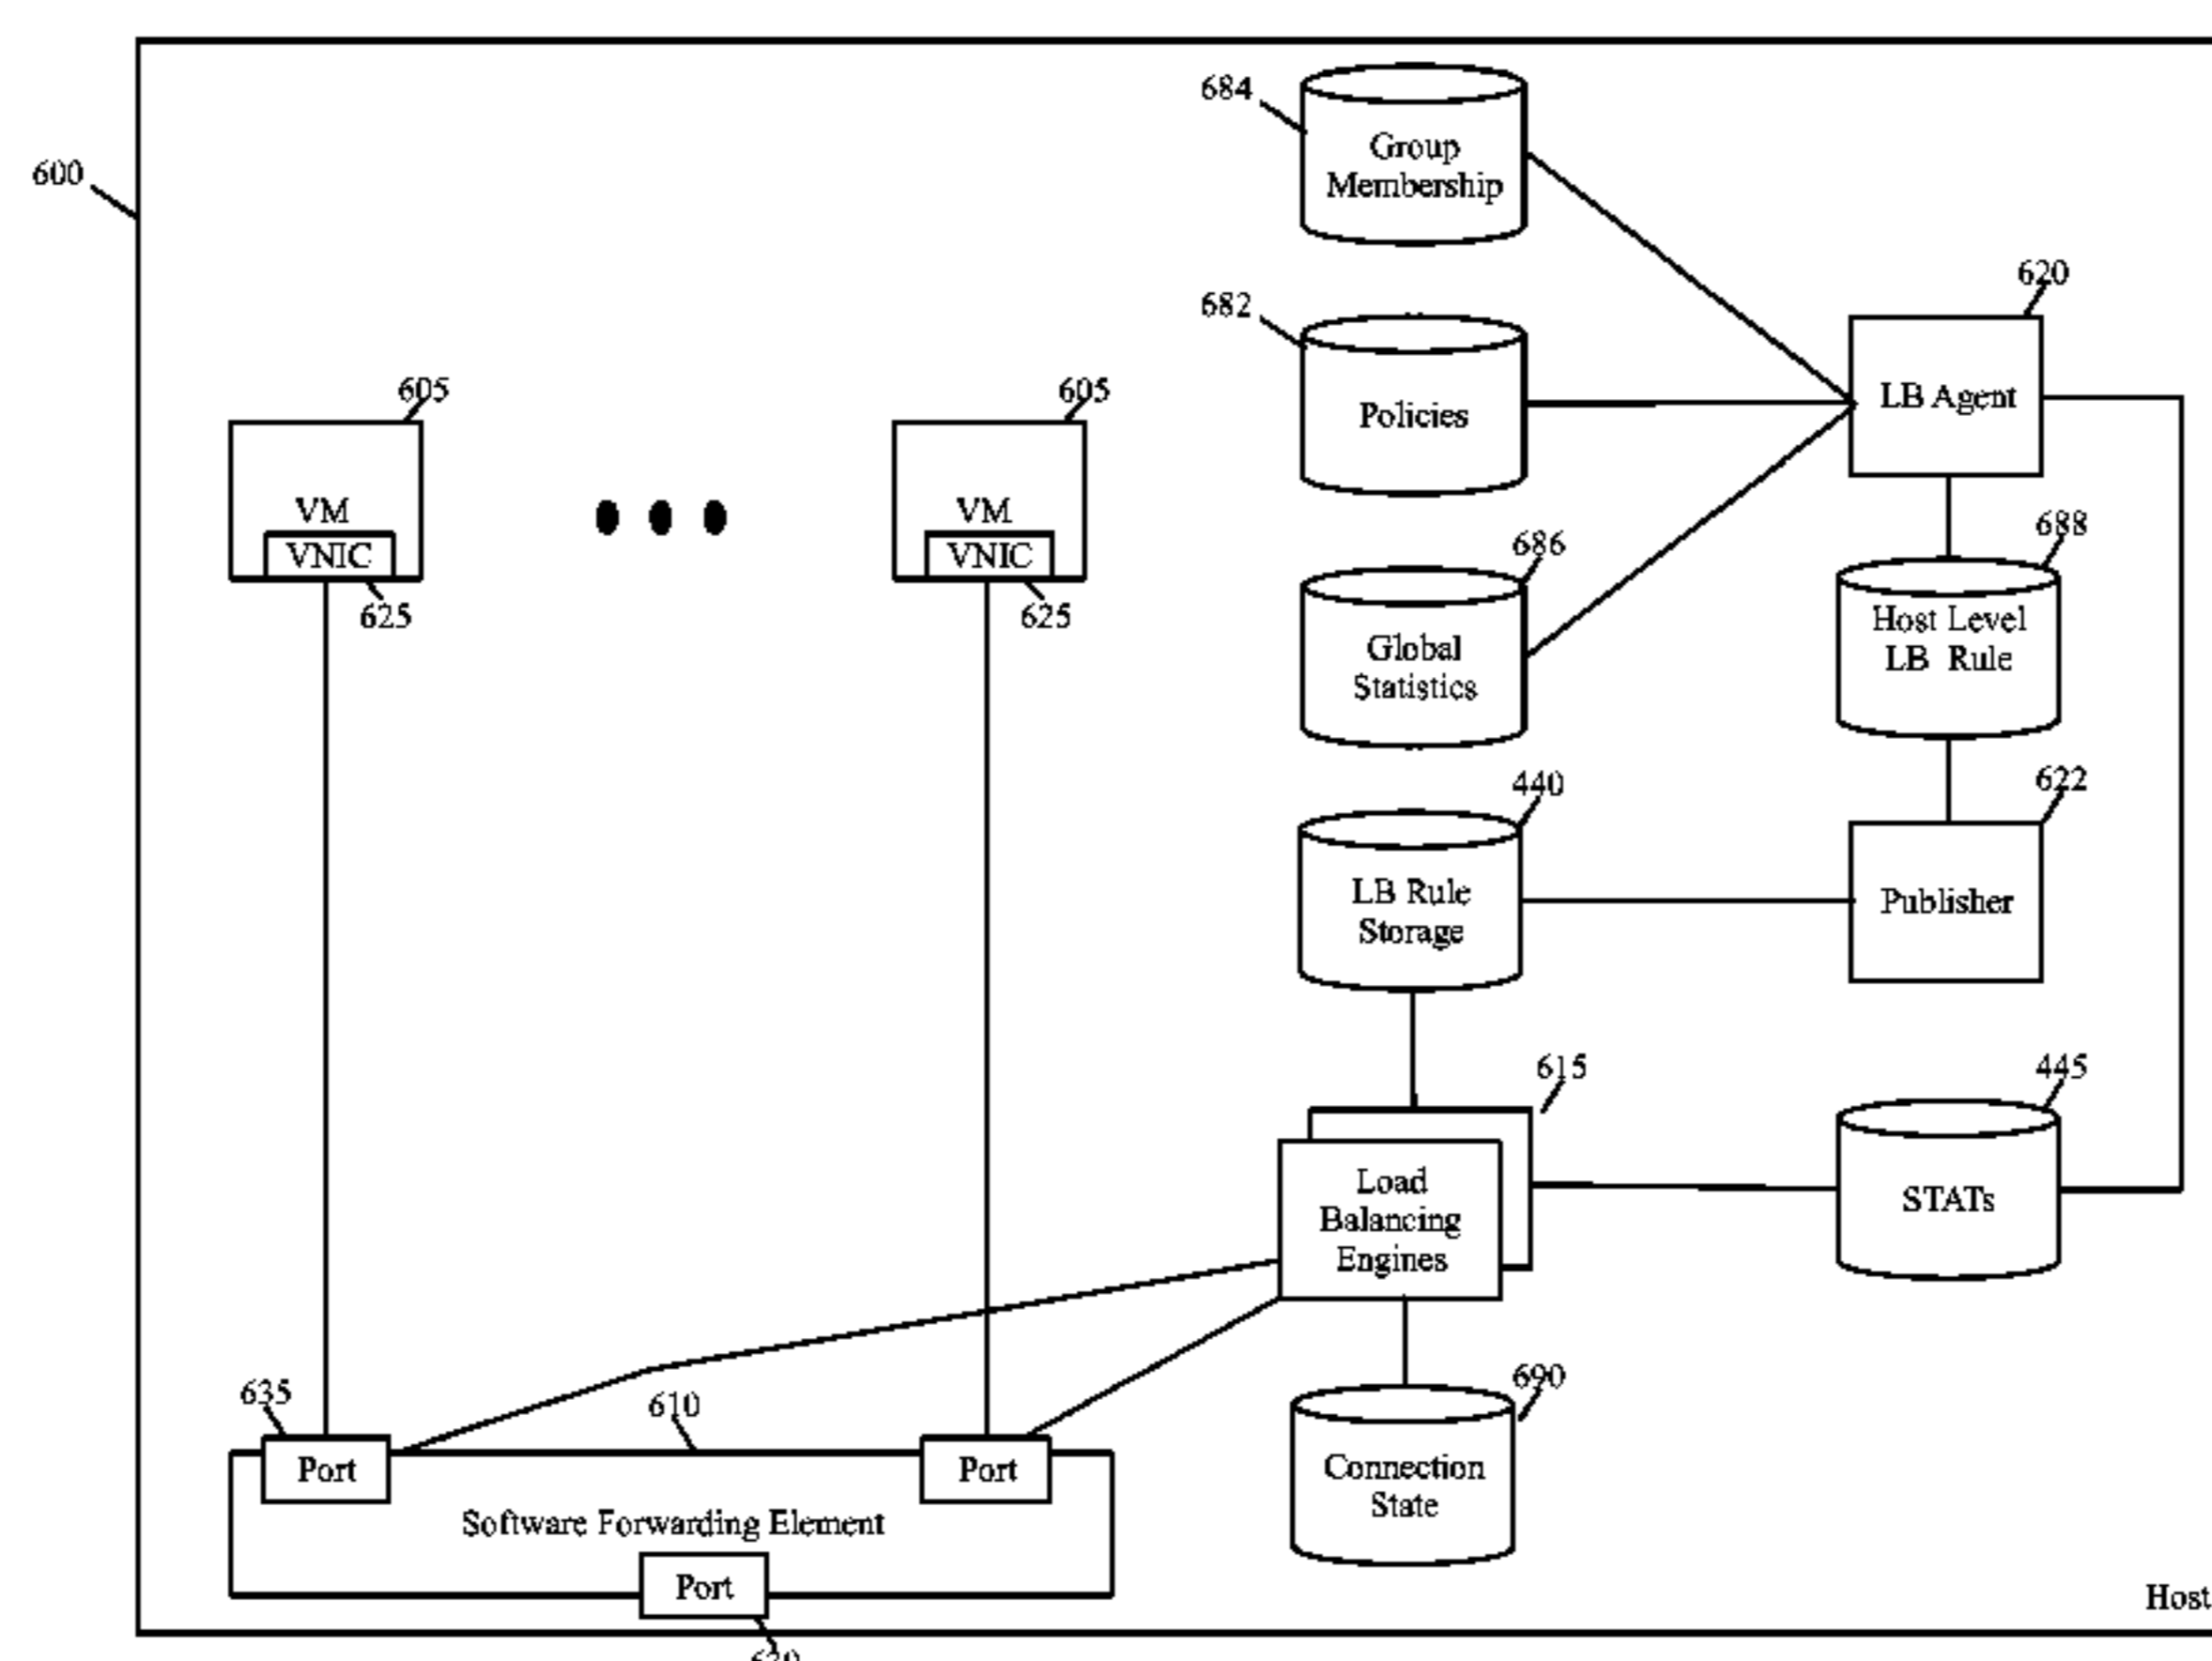 684
Group
Membership
600
620
682
LB Agent
Policies
605
605
VM
VNIC
625
VM
VNIC
625
686
Global
Statistics
688
Host Level
LB Rule
440
LB Rule
Storage
622
Publisher
615
Load
Balancing
Engines
445
STATs
635
Port
610
Port
Software Forwarding Element
Port
690
Connection
State
Host